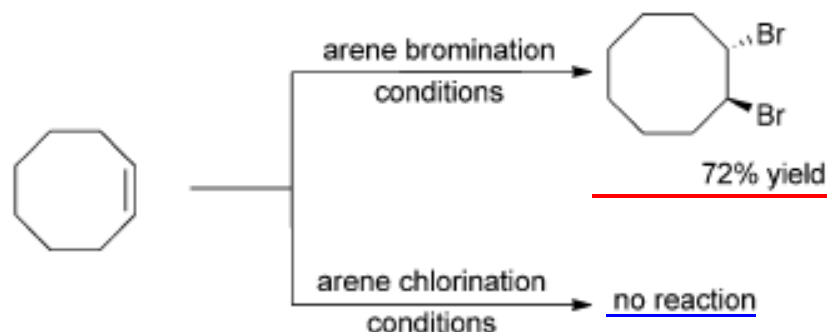 arene bromination
conditions
Br
Br
72% yield
arene chlorination
conditions
no reaction